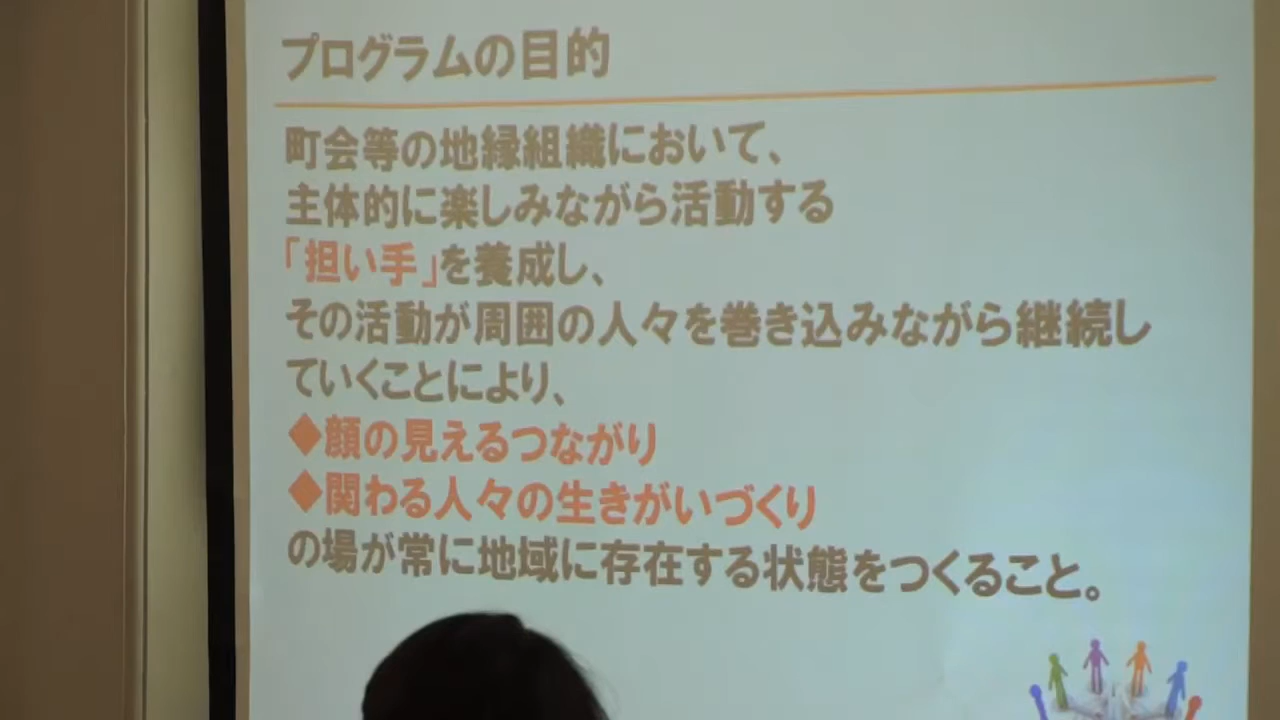 プログラムの目的
町会等の地縁組織において、
主体的に楽しみながら活動する
「担い手」を養成し、
その活動が周囲の人々を巻き込みながら継続し
ていくことにより、
◆顔の見えるつながり
◆関わる人々の生きがいづくり
の場が常に地域に存在する状態をつくること。